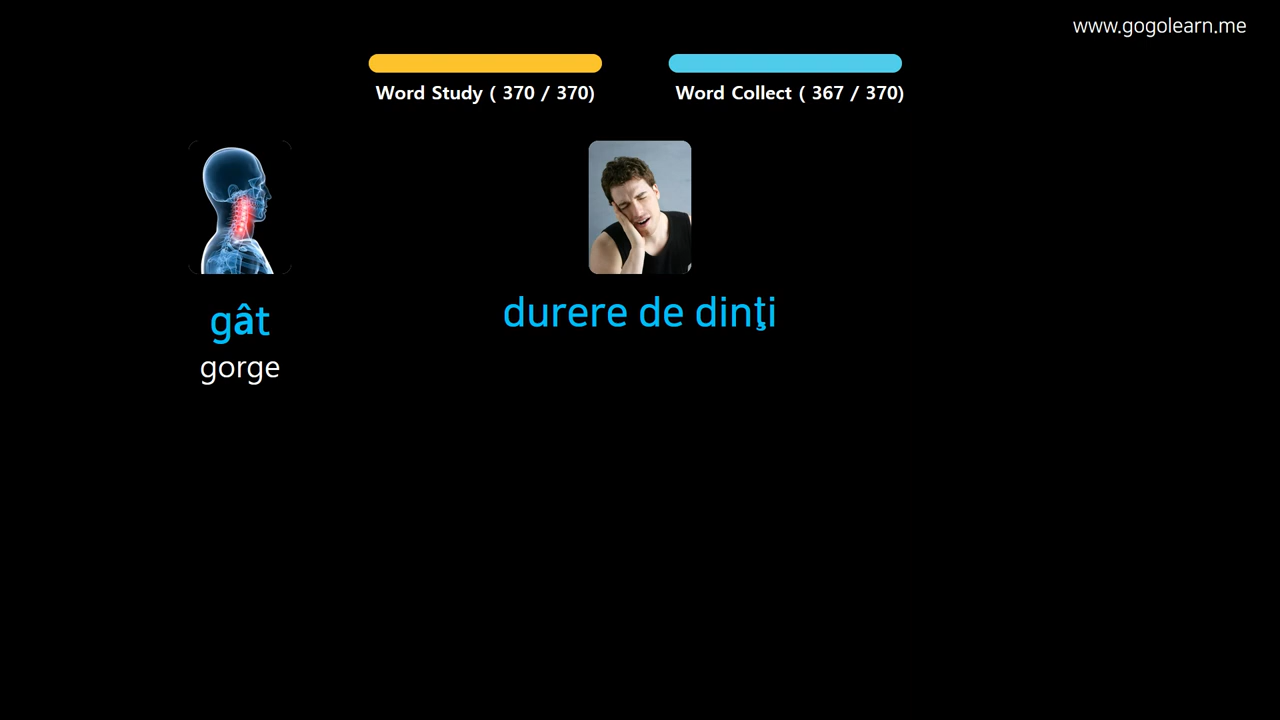 www.gogolearn.me
Word Study ( 370 / 370)
Word Collect ( 367 / 370)
gât
gorge
durere de dinţi